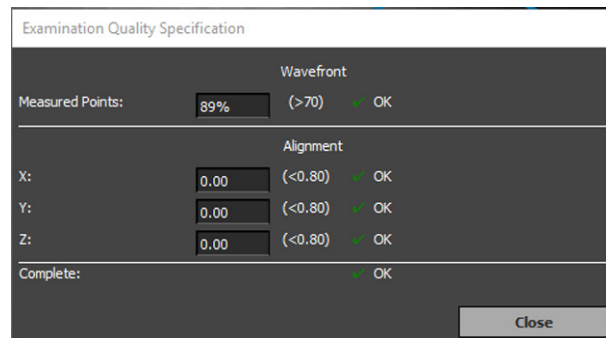 Examination Quality Specification
Wavefront
Measured Points: 89% (>70) ✓ OK
Alignment
X: 0.00 (<0.80) ✓ OK
Y: 0.00 (<0.80) ✓ OK
Z: 0.00 (<0.80) ✓ OK
Complete: ✓ OK
Close